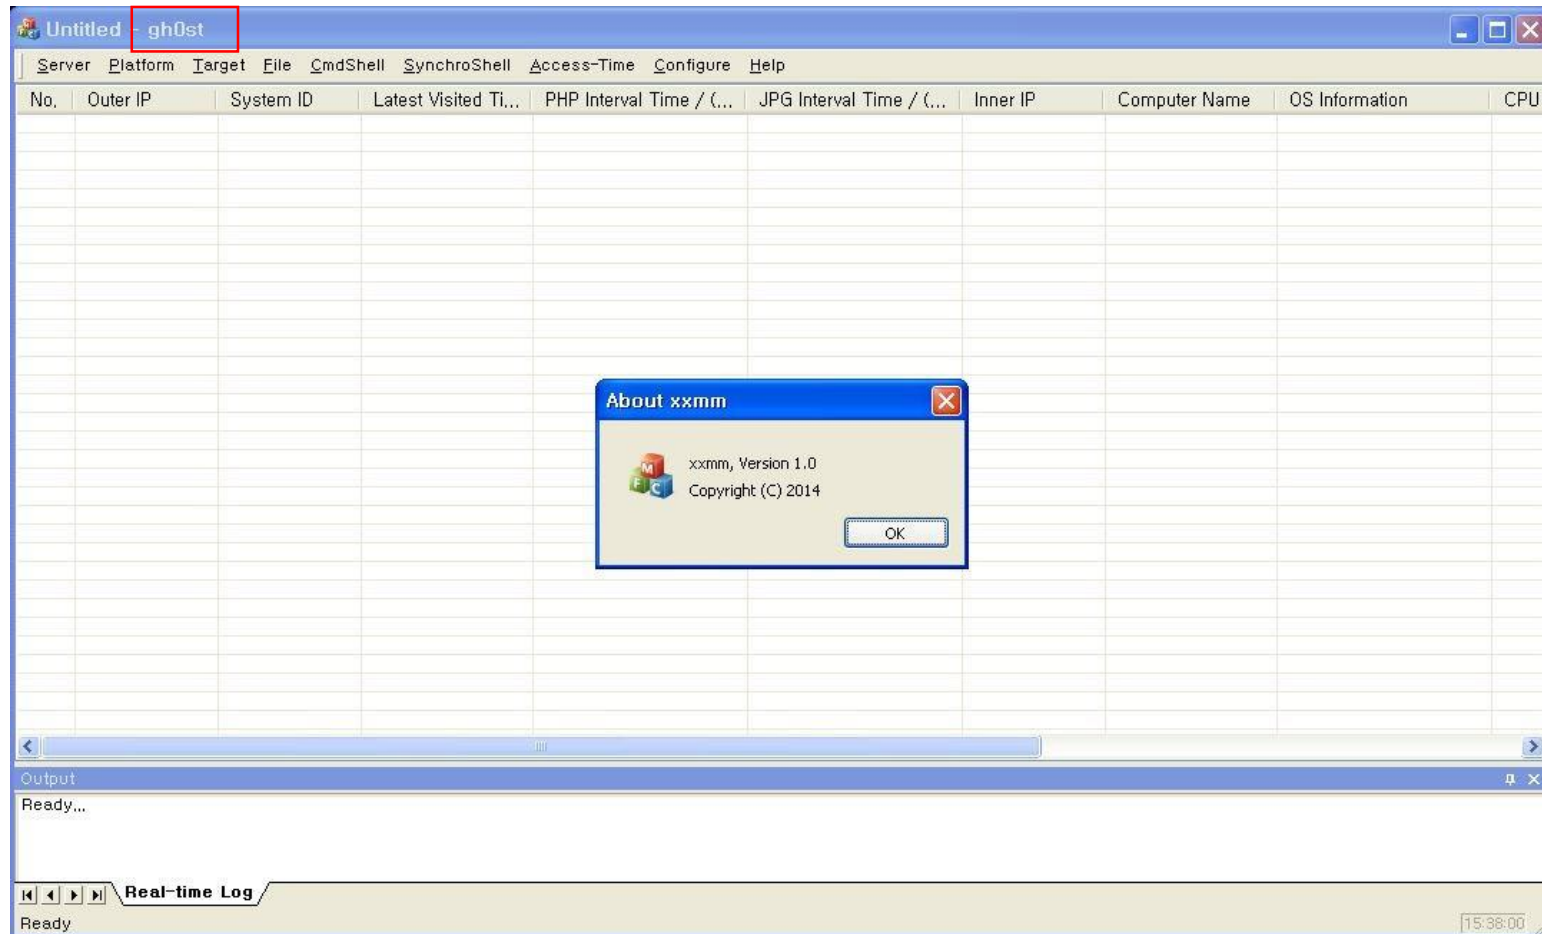 Untitled - gh0st
Server Platform Target File CmdShell SynchroShell Access-Time Configure Help
No. Outer IP System ID Latest Visited Ti... PHP Interval Time / (... JPG Interval Time / (... Inner IP Computer Name OS Information CPU
About xxmm
xxmm, Version 1.0
Copyright (C) 2014
OK
Output
Ready...
Real-time Log
Ready 15:38:00